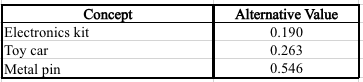 Concept Alternative Value
Electronics kit 0.190
Toy car 0.263
Metal pin 0.546